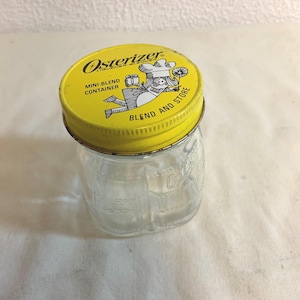 Osterizer
MINI-BLEND
CONTAINER
BLEND AND STORE